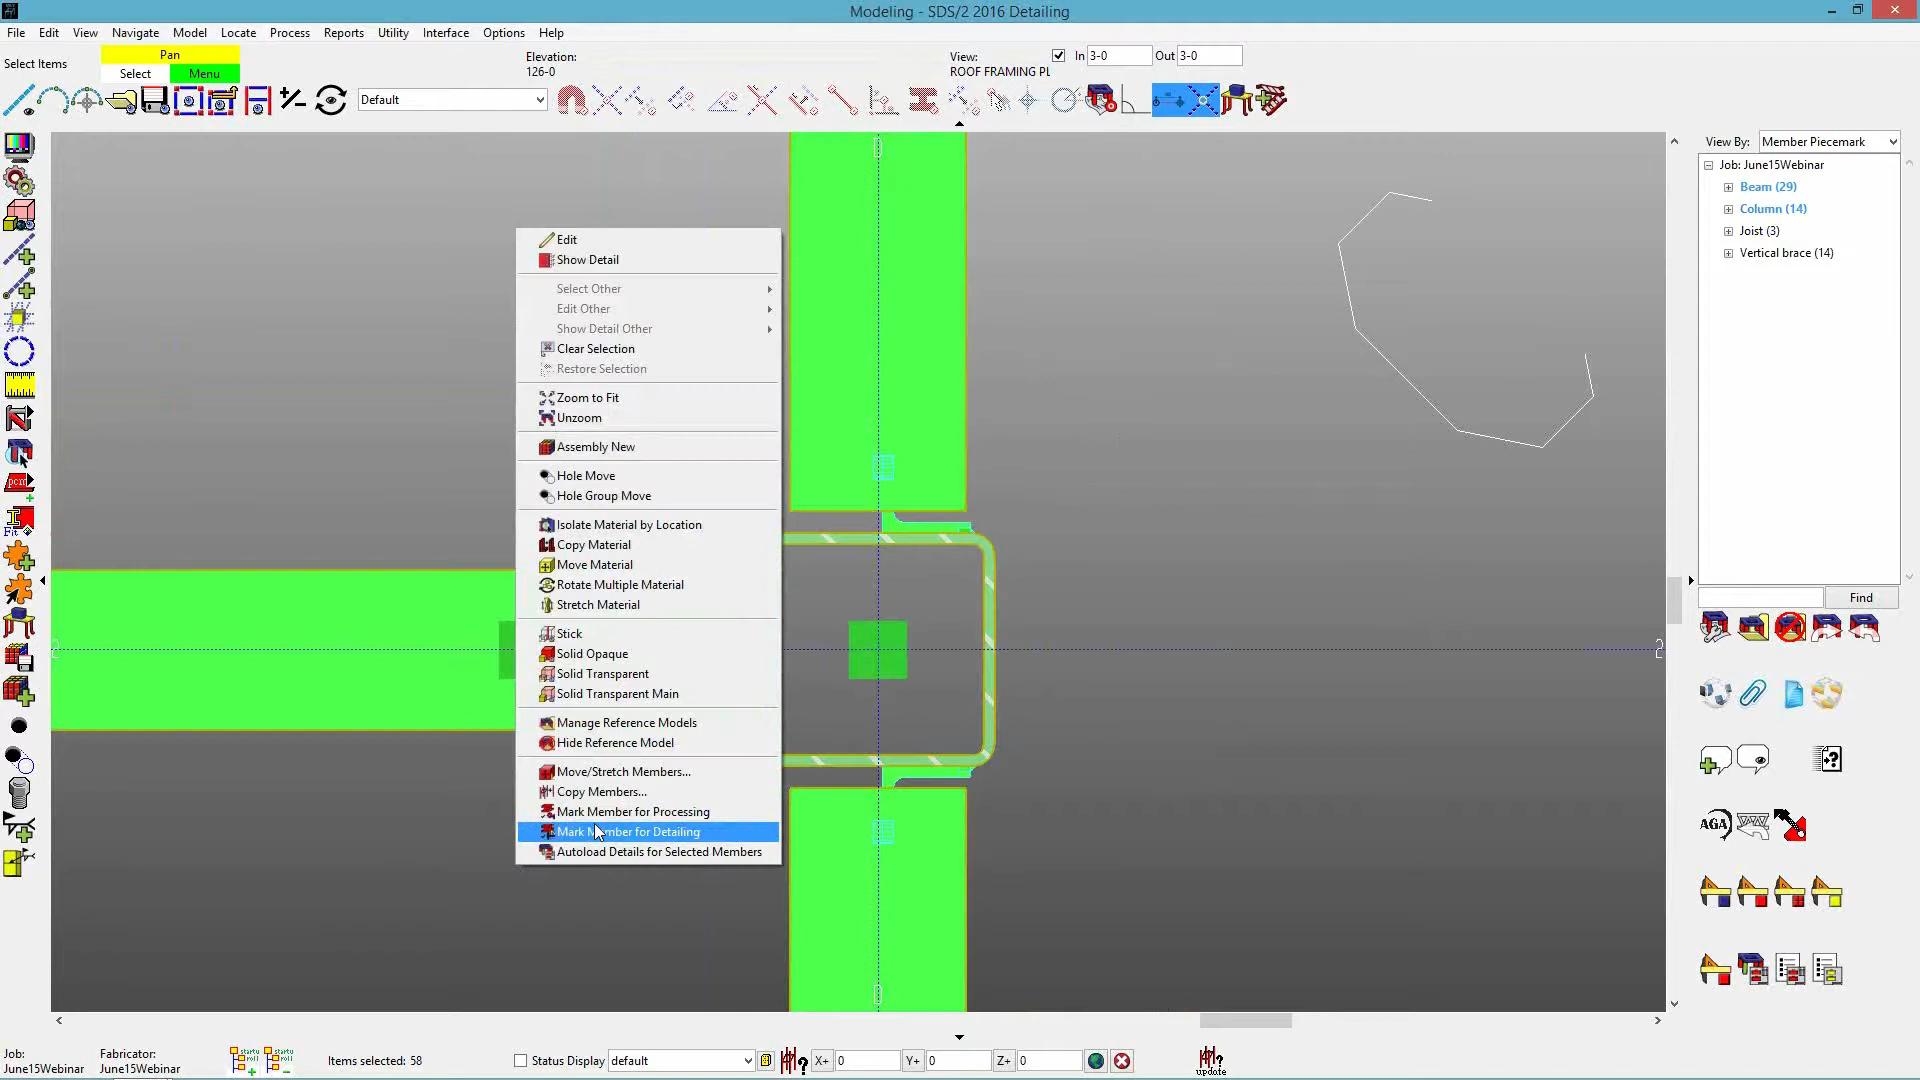 Modeling - SDS/2 2016 Detailing
File Edit View Navigate Model Locate Process Reports Utility Interface Options Help
Select Items
Pan
Select Menu
Elevation:
126-0
View:
ROOF FRAMING PL
In 3-0 Out 3-0
Default
View By: Member Piecemark
Job: June15Webinar
Beam (29)
Column (14)
Joist (3)
Vertical brace (14)
Find
Edit
Show Detail
Select Other
Edit Other
Show Detail Other
Clear Selection
Restore Selection
Zoom to Fit
Unzoom
Assembly New
Hole Move
Hole Group Move
Isolate Material by Location
Copy Material
Move Material
Rotate Multiple Material
Stretch Material
Stick
Solid Opaque
Solid Transparent
Solid Transparent Main
Manage Reference Models
Hide Reference Model
Move/Stretch Members...
Copy Members...
Mark Member for Processing
Mark Member for Detailing
Autoload Details for Selected Members
D
2
2
D
pcm
Fit
AGA
Job:
June15Webinar
Fabricator:
June15Webinar
Items selected: 58
Status Display default
X+ 0 Y+ 0 Z+ 0
update